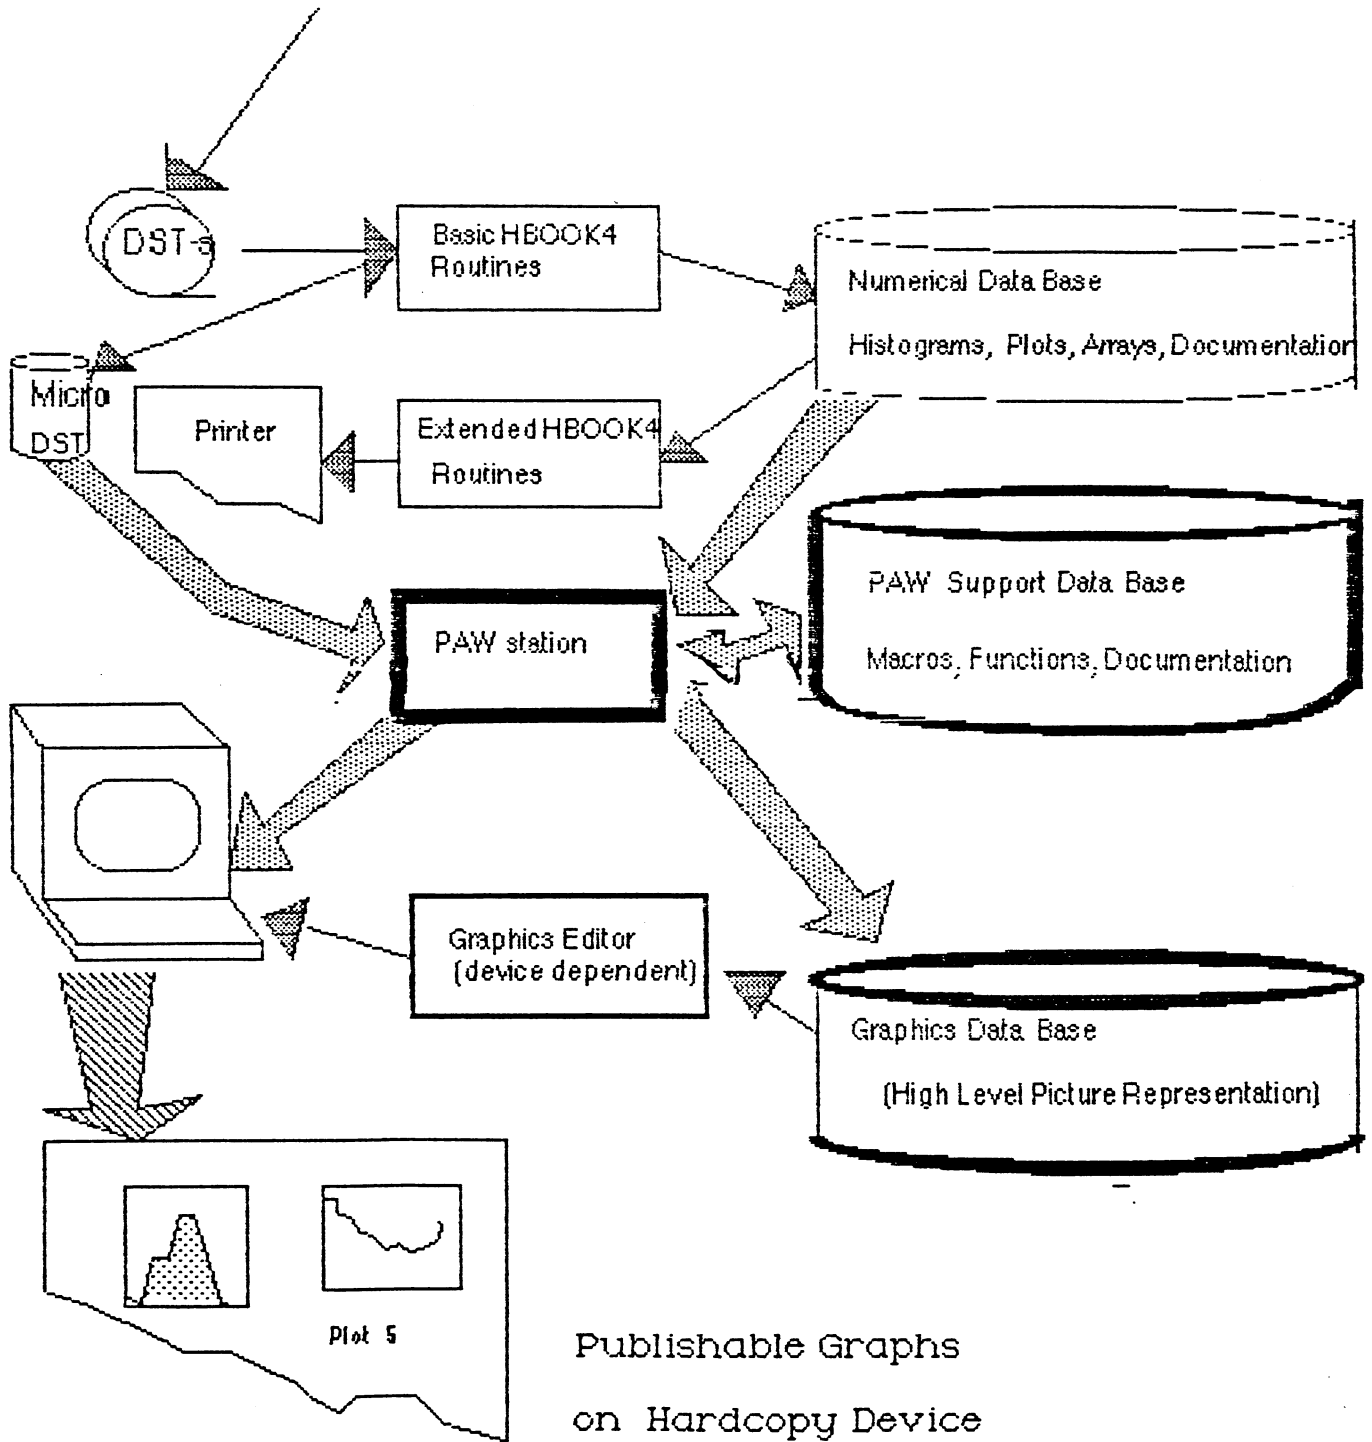 DST-s
Basic HBOOK4
Routines
Numerical Data Base
Histograms, Plots, Arrays, Documentation
Micro
DST
Printer
Extended HBOOK4
Routines
PAW Support Data Base
Macros, Functions, Documentation
PAW station
Graphics Editor
(device dependent)
Graphics Data Base
(High Level Picture Representation)
Plot 5
Publishable Graphs
on Hardcopy Device